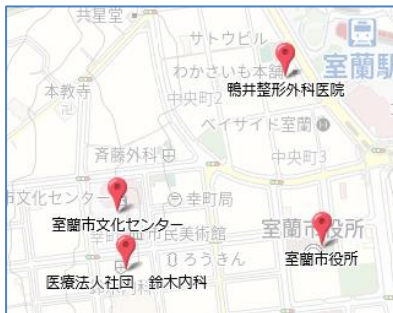 共星堂
サトウビル
室蘭駅
わかさいも本舗
鴨井整形外科医院
本教寺
中央町2
ベイサイド室蘭
斉藤外科
中央町3
市文化センター
幸町局
室蘭市文化センター
室蘭市役所
市民美術館
室蘭市役所
ろうきん
医療法人社団 鈴木内科